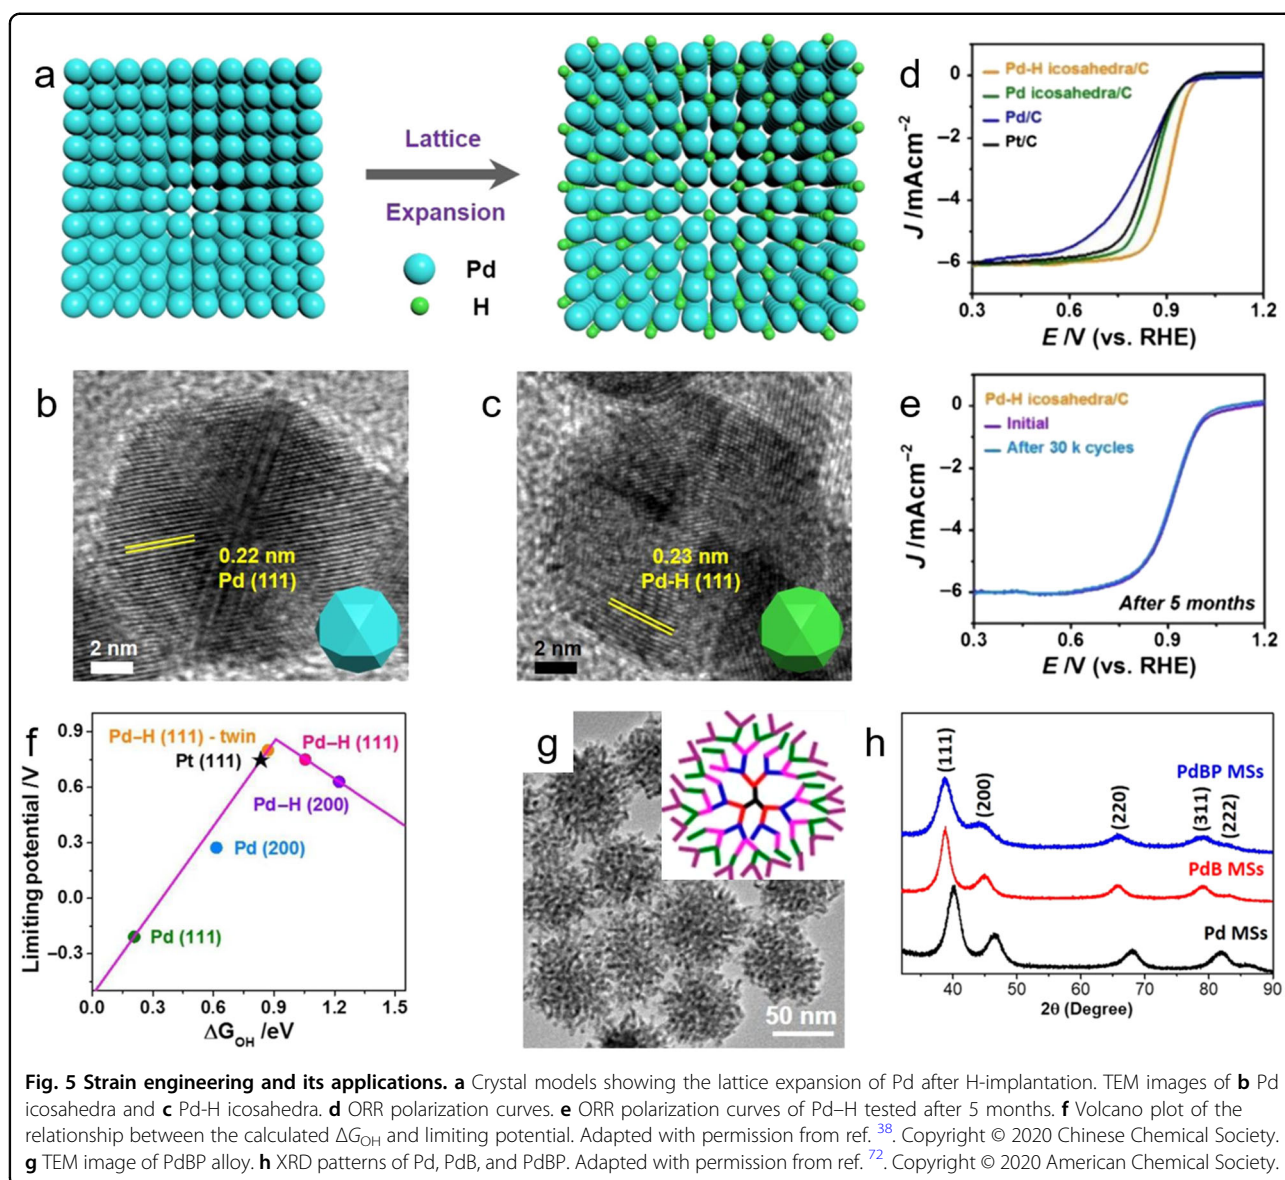 a
Lattice
Expansion
Pd
H
d
Pd-H icosahedra/C
Pd icosahedra/C
Pd/C
Pt/C
J /mAcm⁻²
0
−2
−4
−6
0.3 0.6 0.9 1.2
E /V (vs. RHE)
b
0.22 nm
Pd (111)
2 nm
c
0.23 nm
Pd-H (111)
2 nm
e
Pd-H icosahedra/C
Initial
After 30 k cycles
J /mAcm⁻²
0
−2
−4
−6
After 5 months
0.3 0.6 0.9 1.2
E /V (vs. RHE)
f
Limiting potential /V
0.9
0.6
0.3
0.0
−0.3
Pd–H (111) - twin
Pd–H (111)
Pt (111)
Pd–H (200)
Pd (200)
Pd (111)
0.0 0.3 0.6 0.9 1.2 1.5
ΔG_OH /eV
g
50 nm
h
(111)
(200)
(220)
(311)
(222)
PdBP MSs
PdB MSs
Pd MSs
40 50 60 70 80 90
2θ (Degree)
Fig. 5 Strain engineering and its applications. a Crystal models showing the lattice expansion of Pd after H-implantation. TEM images of b Pd
icosahedra and c Pd-H icosahedra. d ORR polarization curves. e ORR polarization curves of Pd–H tested after 5 months. f Volcano plot of the
relationship between the calculated ΔG_OH and limiting potential. Adapted with permission from ref. 38. Copyright © 2020 Chinese Chemical Society.
g TEM image of PdBP alloy. h XRD patterns of Pd, PdB, and PdBP. Adapted with permission from ref. 72. Copyright © 2020 American Chemical Society.